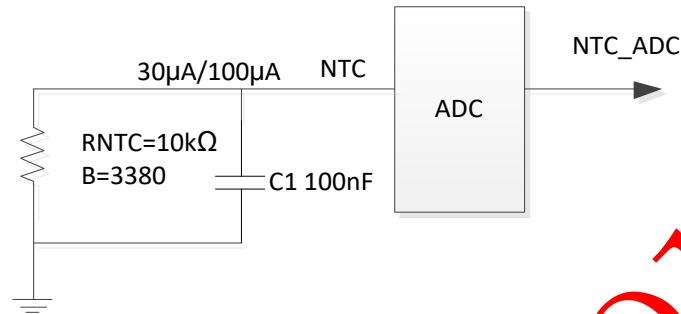 30μA/100μA NTC
NTC_ADC
ADC
RNTC=10kΩ
B=3380
C1 100nF